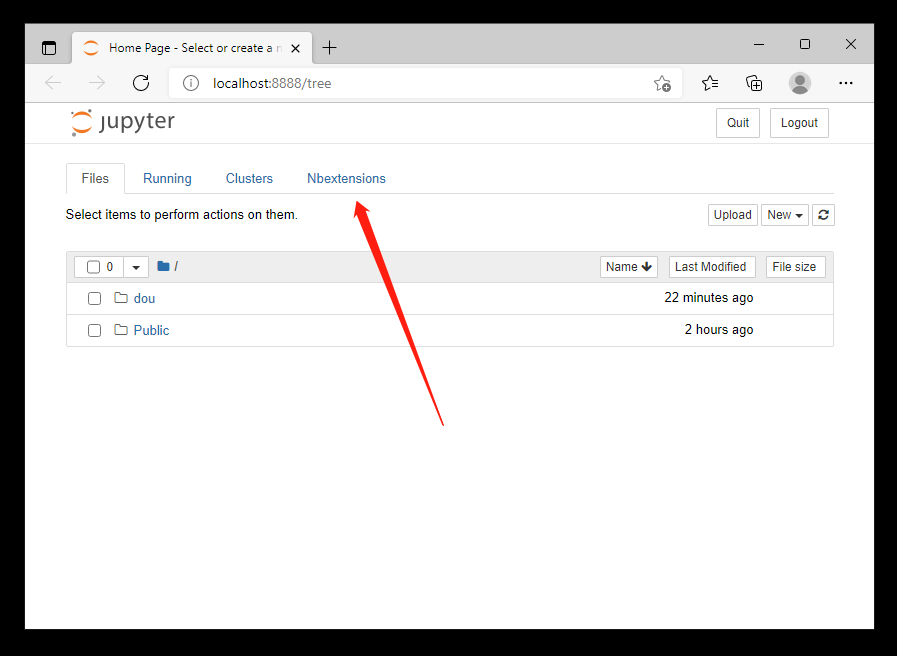 Home Page - Select or create a n
localhost:8888/tree
jupyter
Quit
Logout
Files
Running
Clusters
Nbextensions
Select items to perform actions on them.
Upload
New
0
/
Name
Last Modified
File size
dou
22 minutes ago
Public
2 hours ago